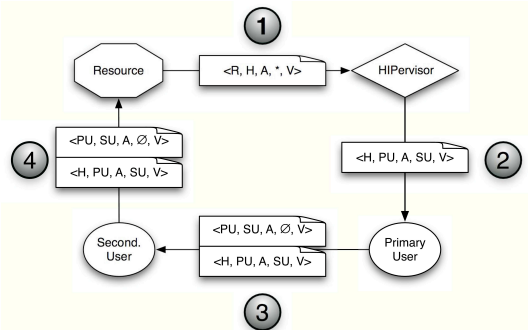 1
Resource
<R, H, A, *, V>
HIPervisor
<PU, SU, A, ∅, V>
<H, PU, A, SU, V>
4
<H, PU, A, SU, V>
2
Second.
User
<PU, SU, A, ∅, V>
<H, PU, A, SU, V>
Primary
User
3